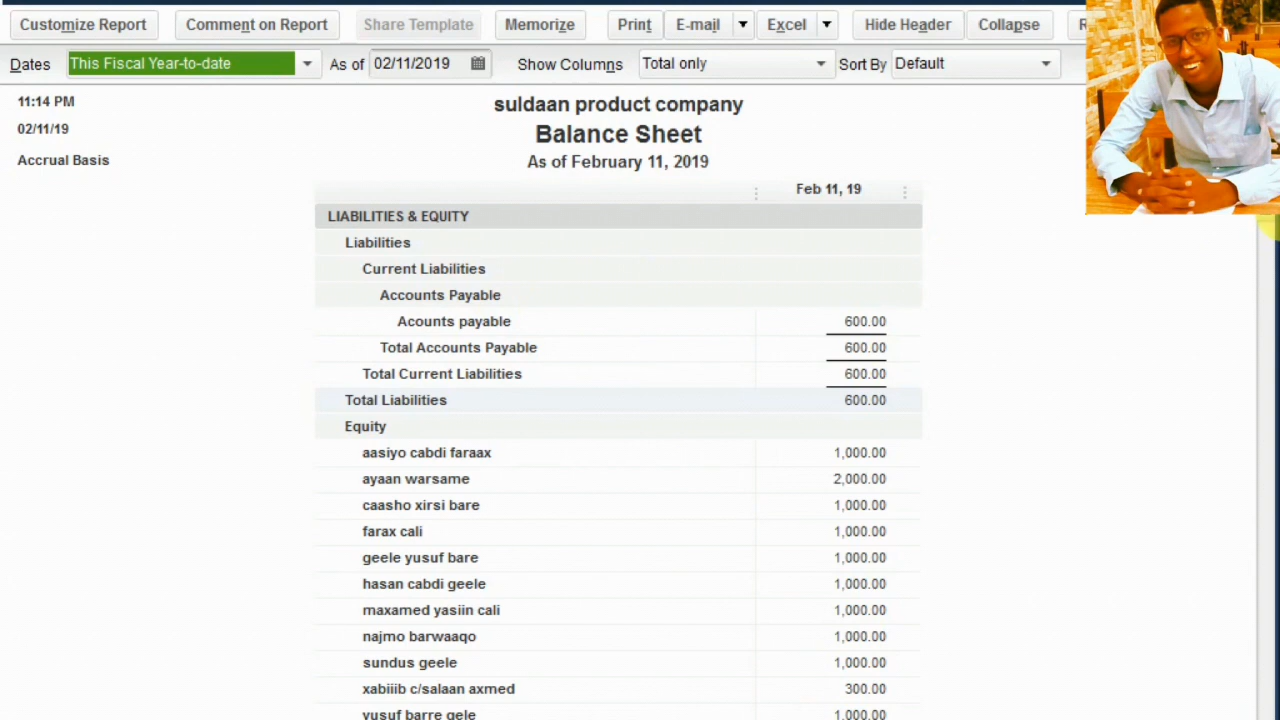 Customize Report Comment on Report Share Template Memorize Print E-mail Excel Hide Header Collapse
Dates This Fiscal Year-to-date As of 02/11/2019 Show Columns Total only Sort By Default
11:14 PM
02/11/19
Accrual Basis
suldaan product company
Balance Sheet
As of February 11, 2019
Feb 11, 19
LIABILITIES & EQUITY
Liabilities
Current Liabilities
Accounts Payable
Acounts payable 600.00
Total Accounts Payable 600.00
Total Current Liabilities 600.00
Total Liabilities 600.00
Equity
aasiyo cabdi faraax 1,000.00
ayaan warsame 2,000.00
caasho xirsi bare 1,000.00
farax cali 1,000.00
geele yusuf bare 1,000.00
hasan cabdi geele 1,000.00
maxamed yasiin cali 1,000.00
najmo barwaaqo 1,000.00
sundus geele 1,000.00
xabiiib c/salaan axmed 300.00
yusuf barre gele 1,000.00